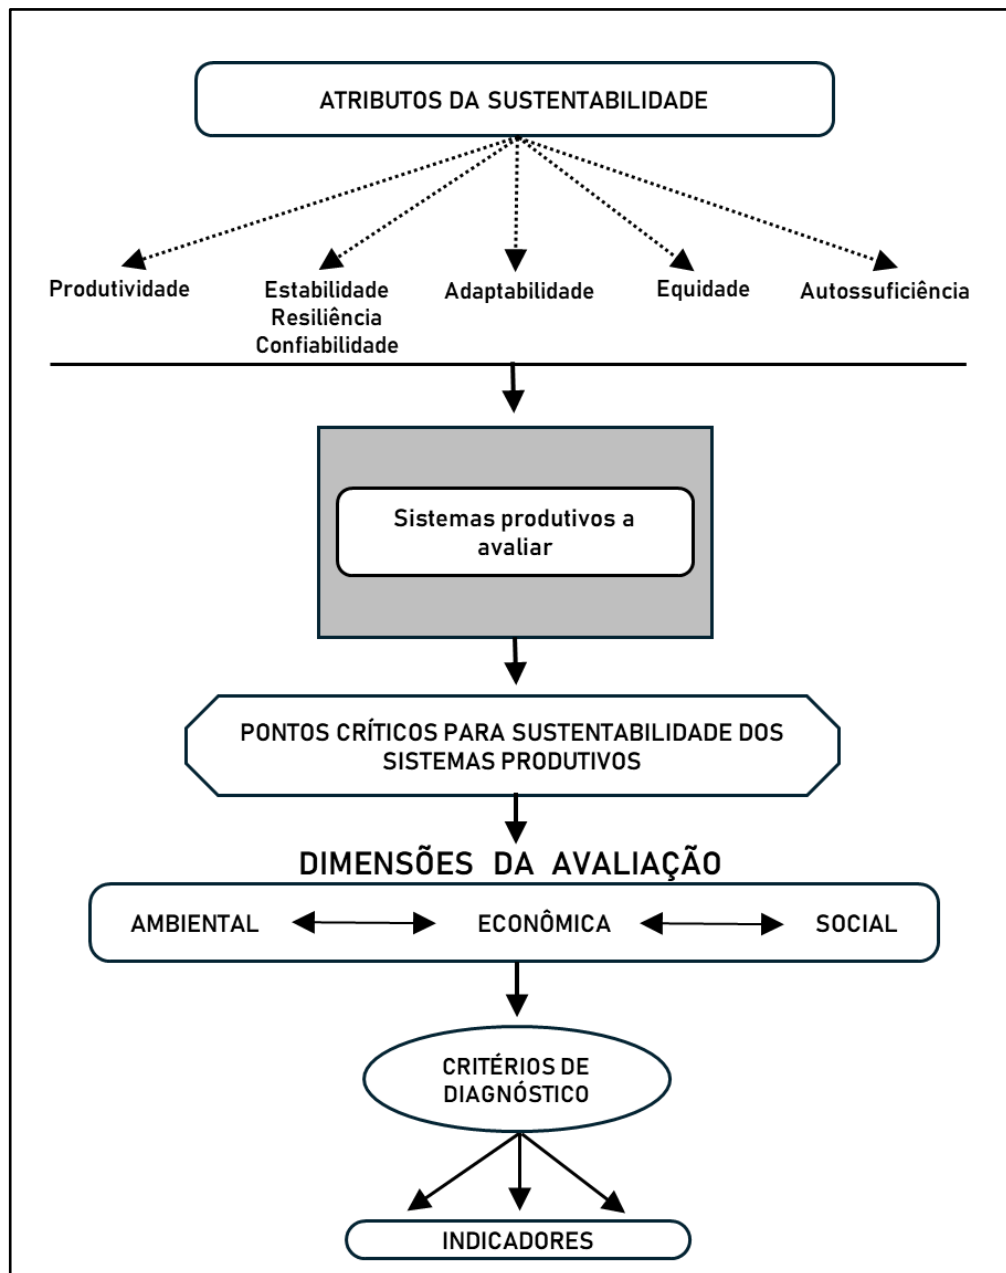 ATRIBUTOS DA SUSTENTABILIDADE
Produtividade
Estabilidade
Resiliência
Confiabilidade
Adaptabilidade
Equidade
Autossuficiência
Sistemas produtivos a
avaliar
PONTOS CRÍTICOS PARA SUSTENTABILIDADE DOS
SISTEMAS PRODUTIVOS
DIMENSÕES DA AVALIAÇÃO
AMBIENTAL
ECONÔMICA
SOCIAL
CRITÉRIOS DE
DIAGNÓSTICO
INDICADORES